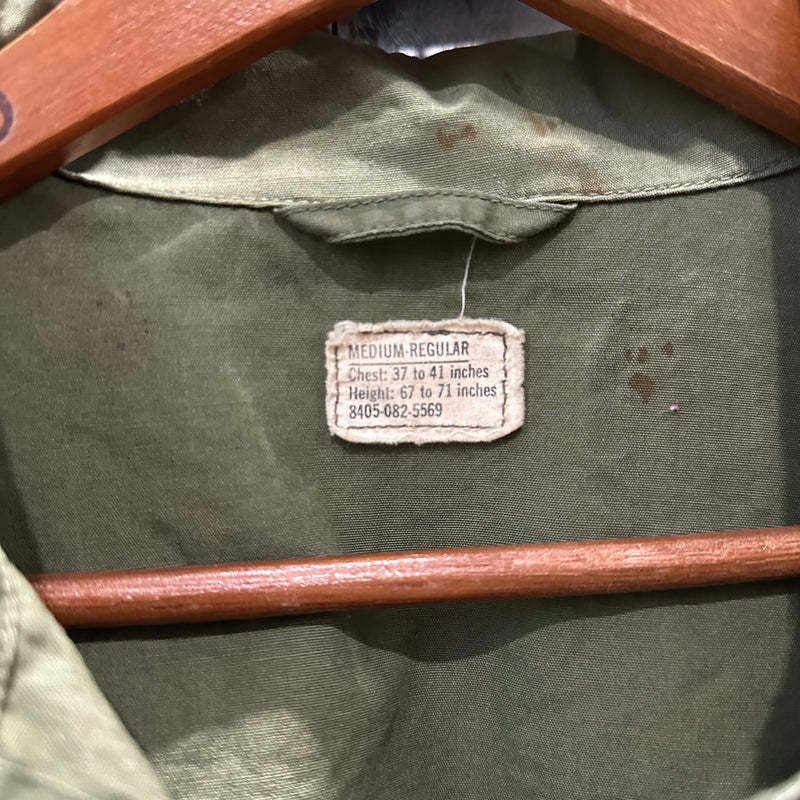 MEDIUM-REGULAR
Chest: 37 to 41 inches
Height: 67 to 71 inches
8405-082-5569